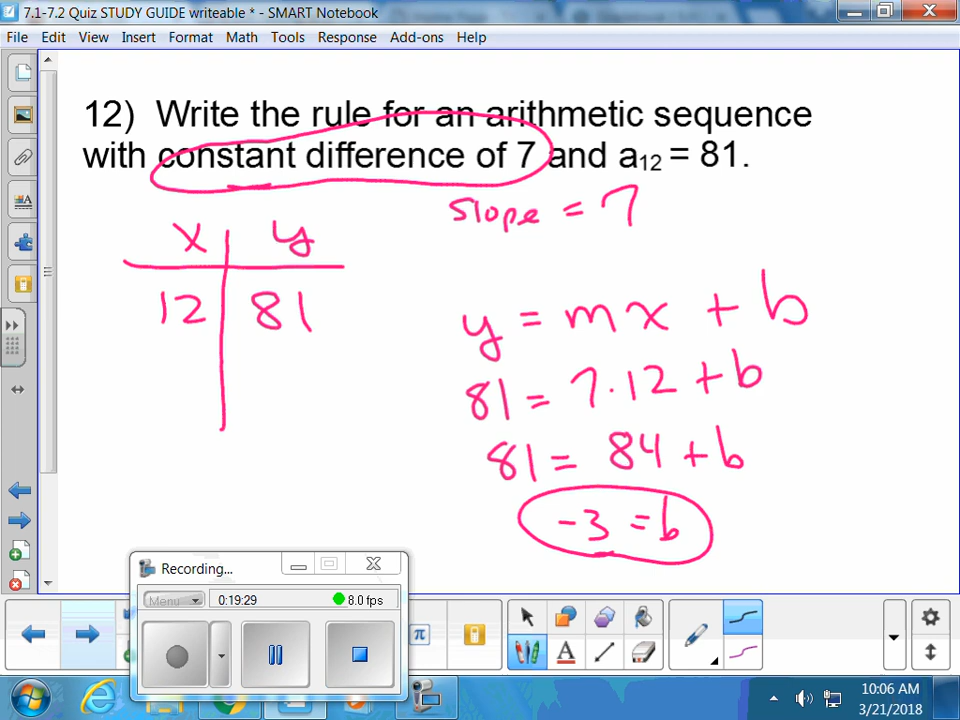 7.1-7.2 Quiz STUDY GUIDE writeable * - SMART Notebook
File Edit View Insert Format Math Tools Response Add-ons Help
12) Write the rule for an arithmetic sequence
with constant difference of 7 and a12 = 81.
slope = 7
x y
12 81
y = mx + b
81 = 7·12 + b
81 = 84 + b
-3 = b
Recording...
Menu 0:19:29 8.0 fps
π
A
10:06 AM
3/21/2018